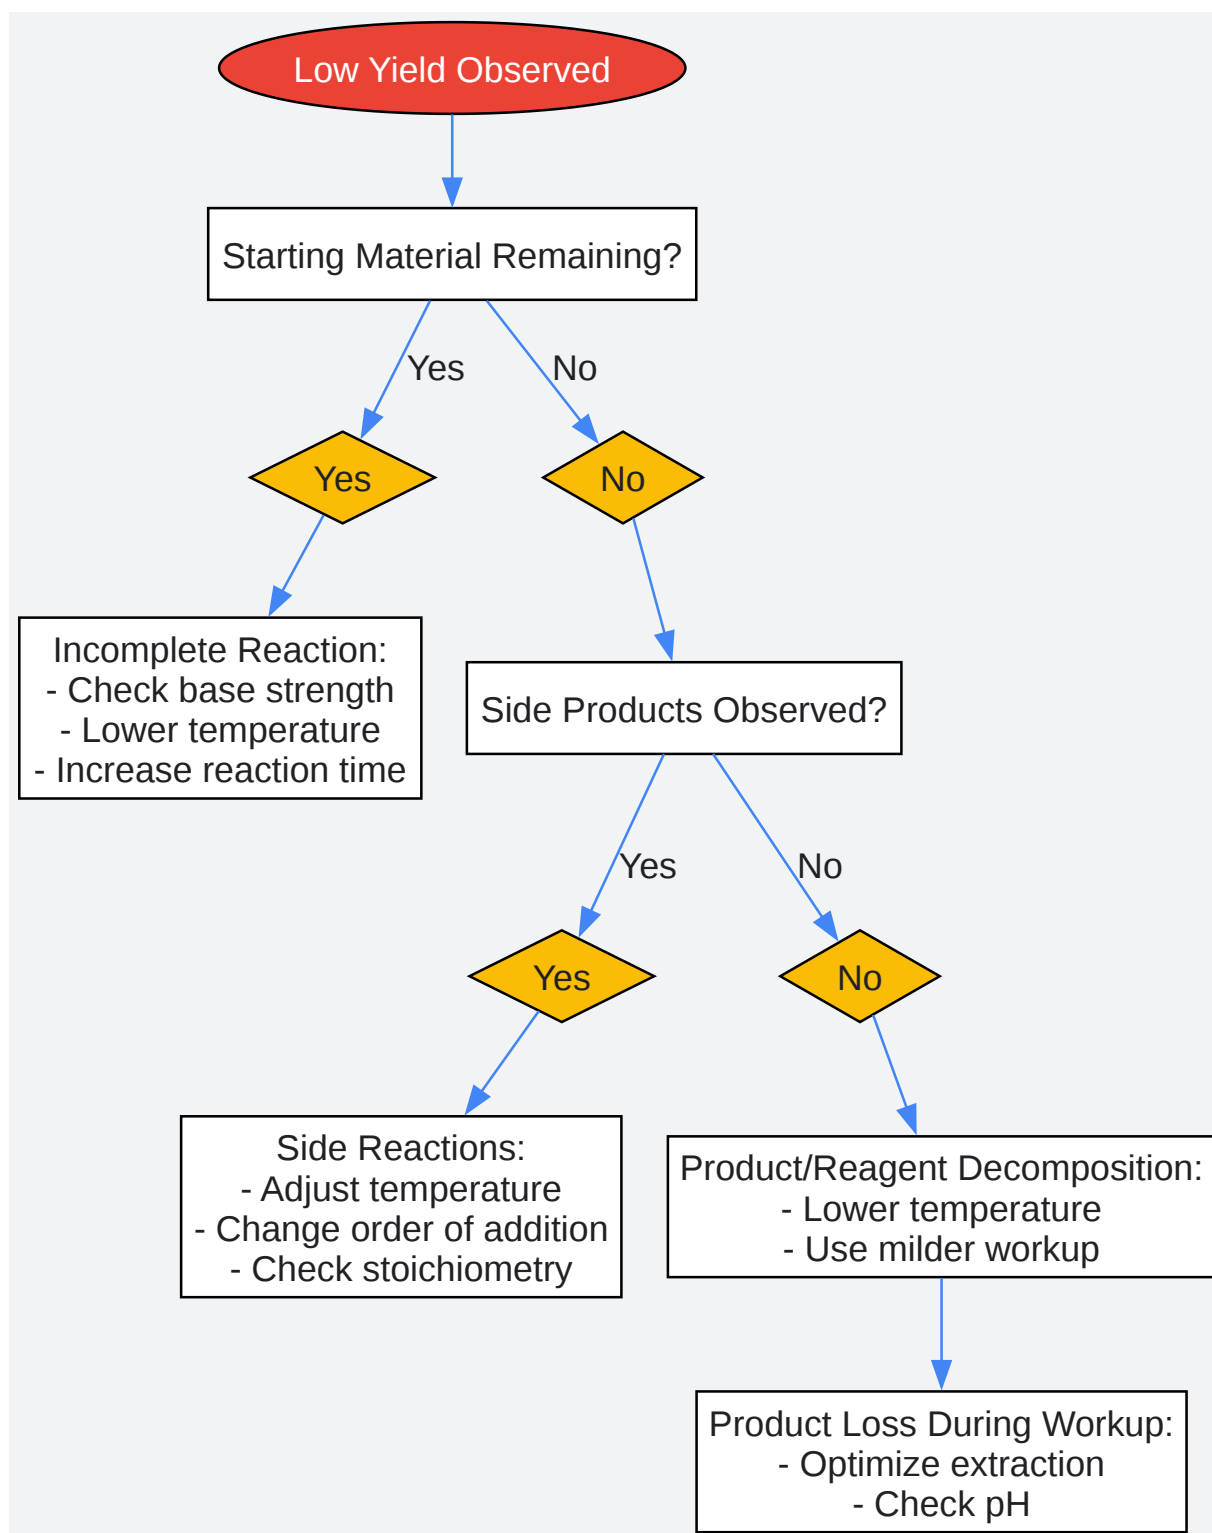 Low Yield Observed
Starting Material Remaining?
Yes
No
Yes
No
Incomplete Reaction:
- Check base strength
- Lower temperature
- Increase reaction time
Side Products Observed?
Yes
No
Yes
No
Side Reactions:
- Adjust temperature
- Change order of addition
- Check stoichiometry
Product/Reagent Decomposition:
- Lower temperature
- Use milder workup
Product Loss During Workup:
- Optimize extraction
- Check pH